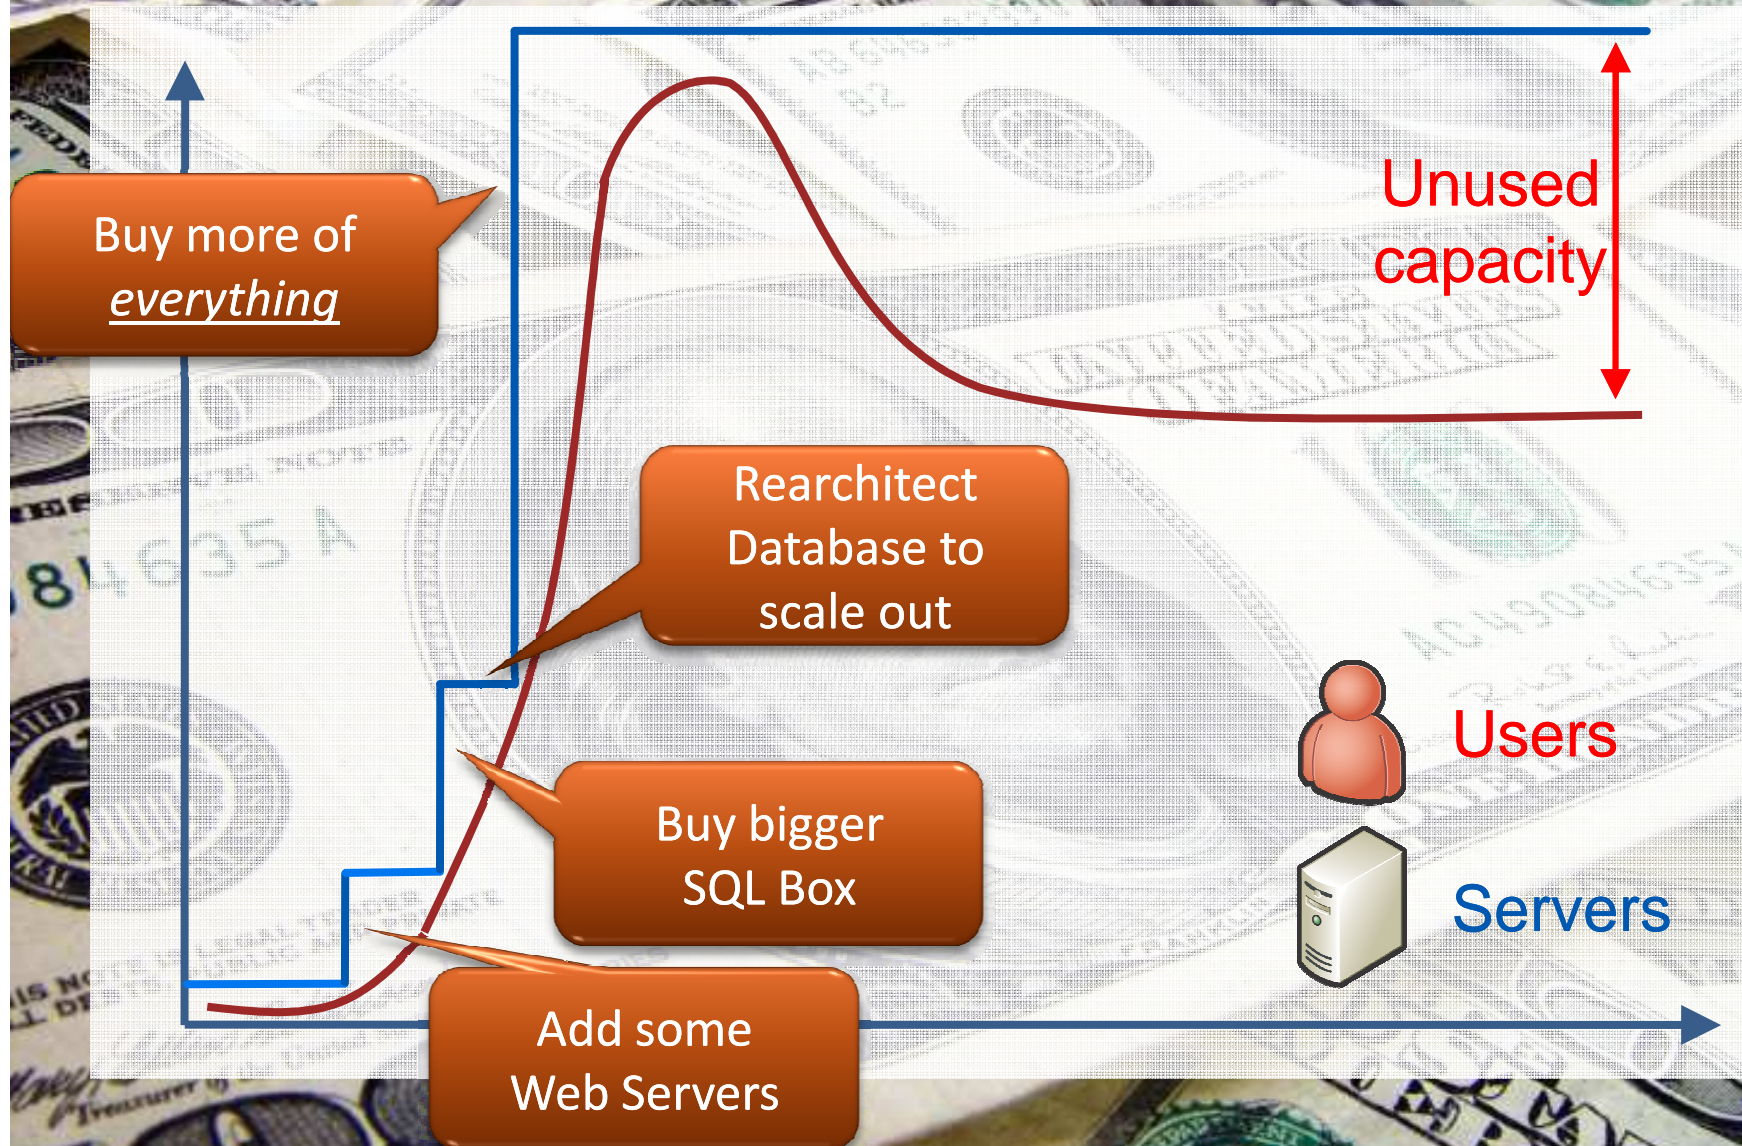 Buy more of
everything
Unused
capacity
Rearchitect
Database to
scale out
Users
Buy bigger
SQL Box
Servers
Add some
Web Servers